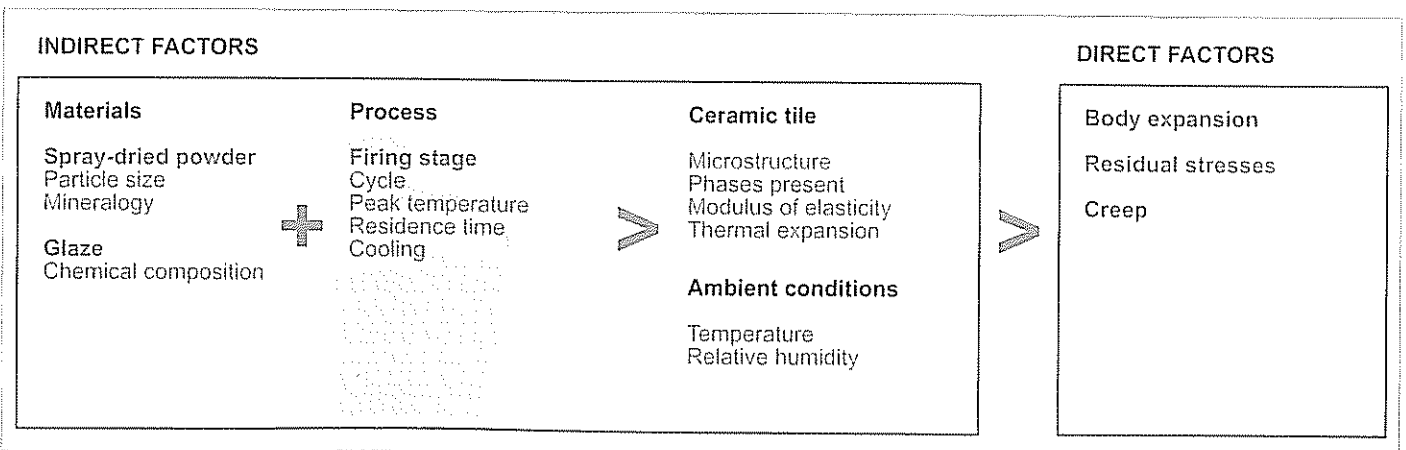 INDIRECT FACTORS
Materials
Spray-dried powder
Particle size
Mineralogy
Glaze
Chemical composition
+
Process
Firing stage
Cycle
Peak temperature
Residence time
Cooling
>
Ceramic tile
Microstructure
Phases present
Modulus of elasticity
Thermal expansion
Ambient conditions
Temperature
Relative humidity
>
DIRECT FACTORS
Body expansion
Residual stresses
Creep